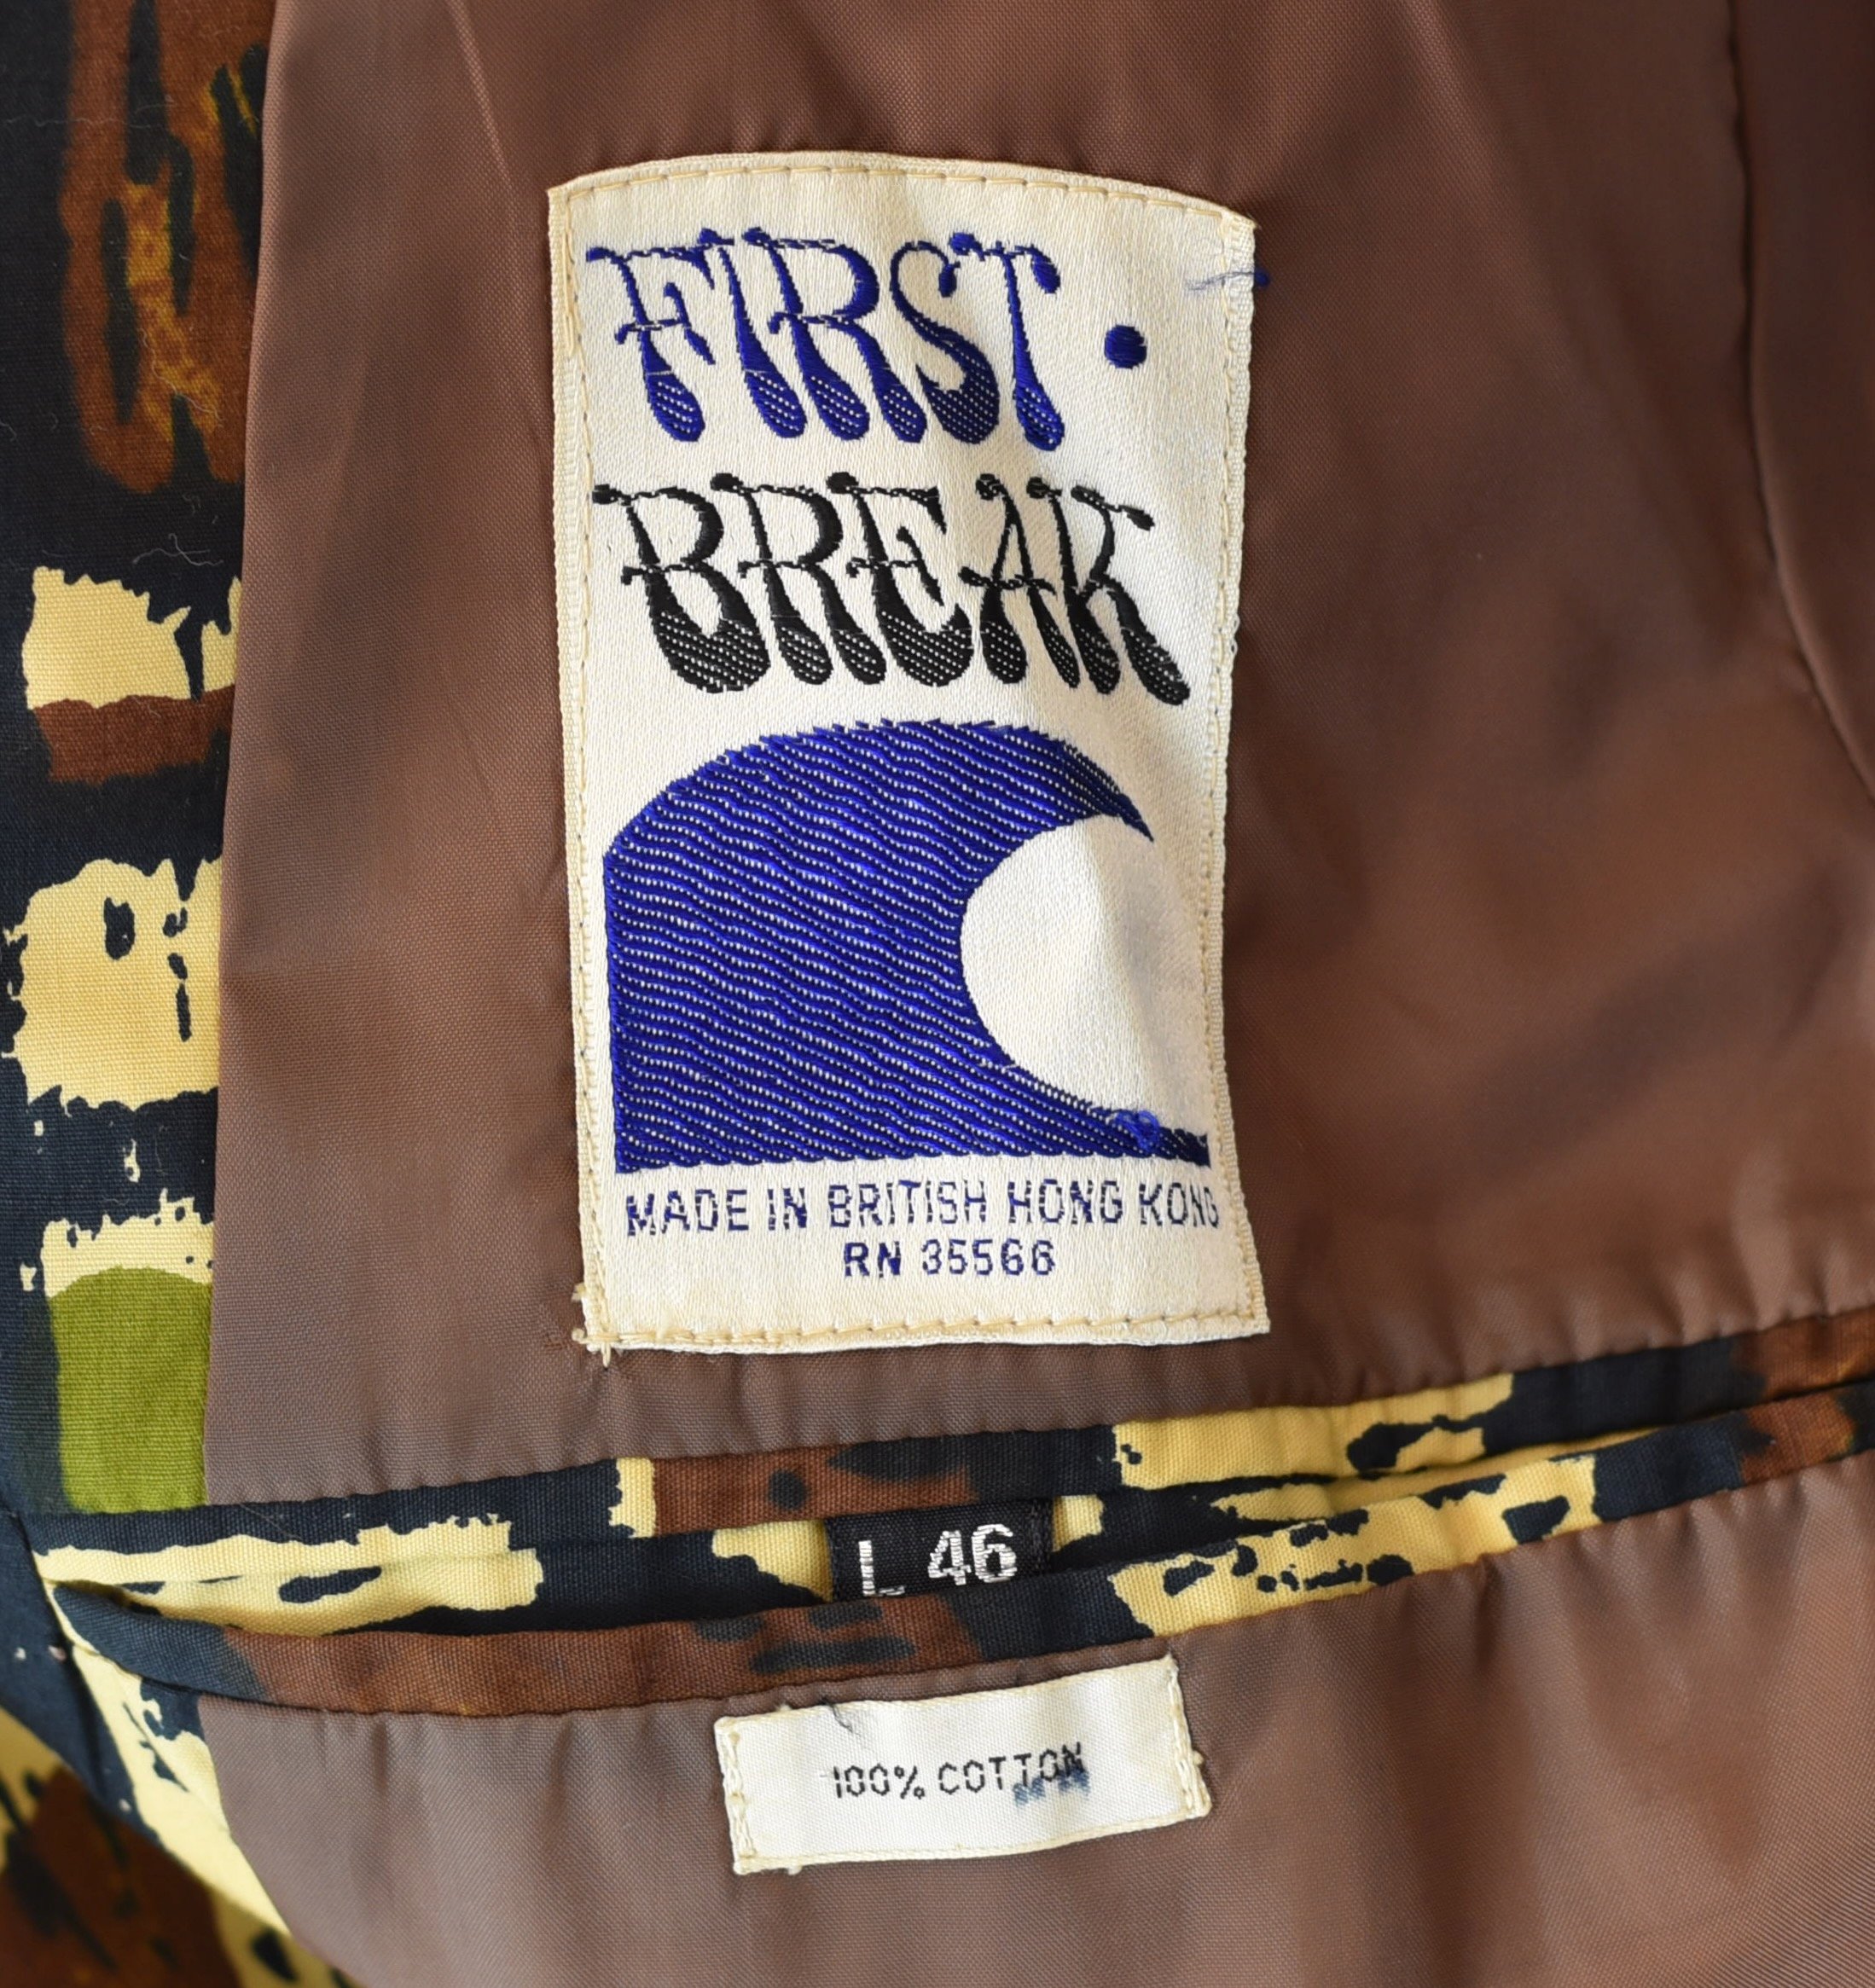 FIRST •
BREAK
MADE IN BRITISH HONG KONG
RN 35566
L 46
100% COTTON